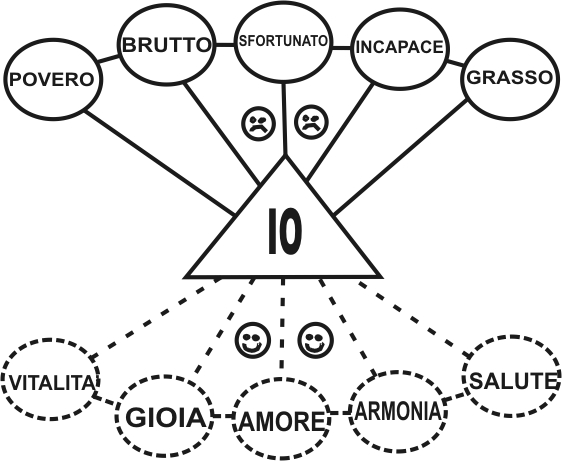 POVERO
BRUTTO
SFORTUNATO
INCAPACE
GRASSO
IO
VITALITA
GIOIA
AMORE
ARMONIA
SALUTE